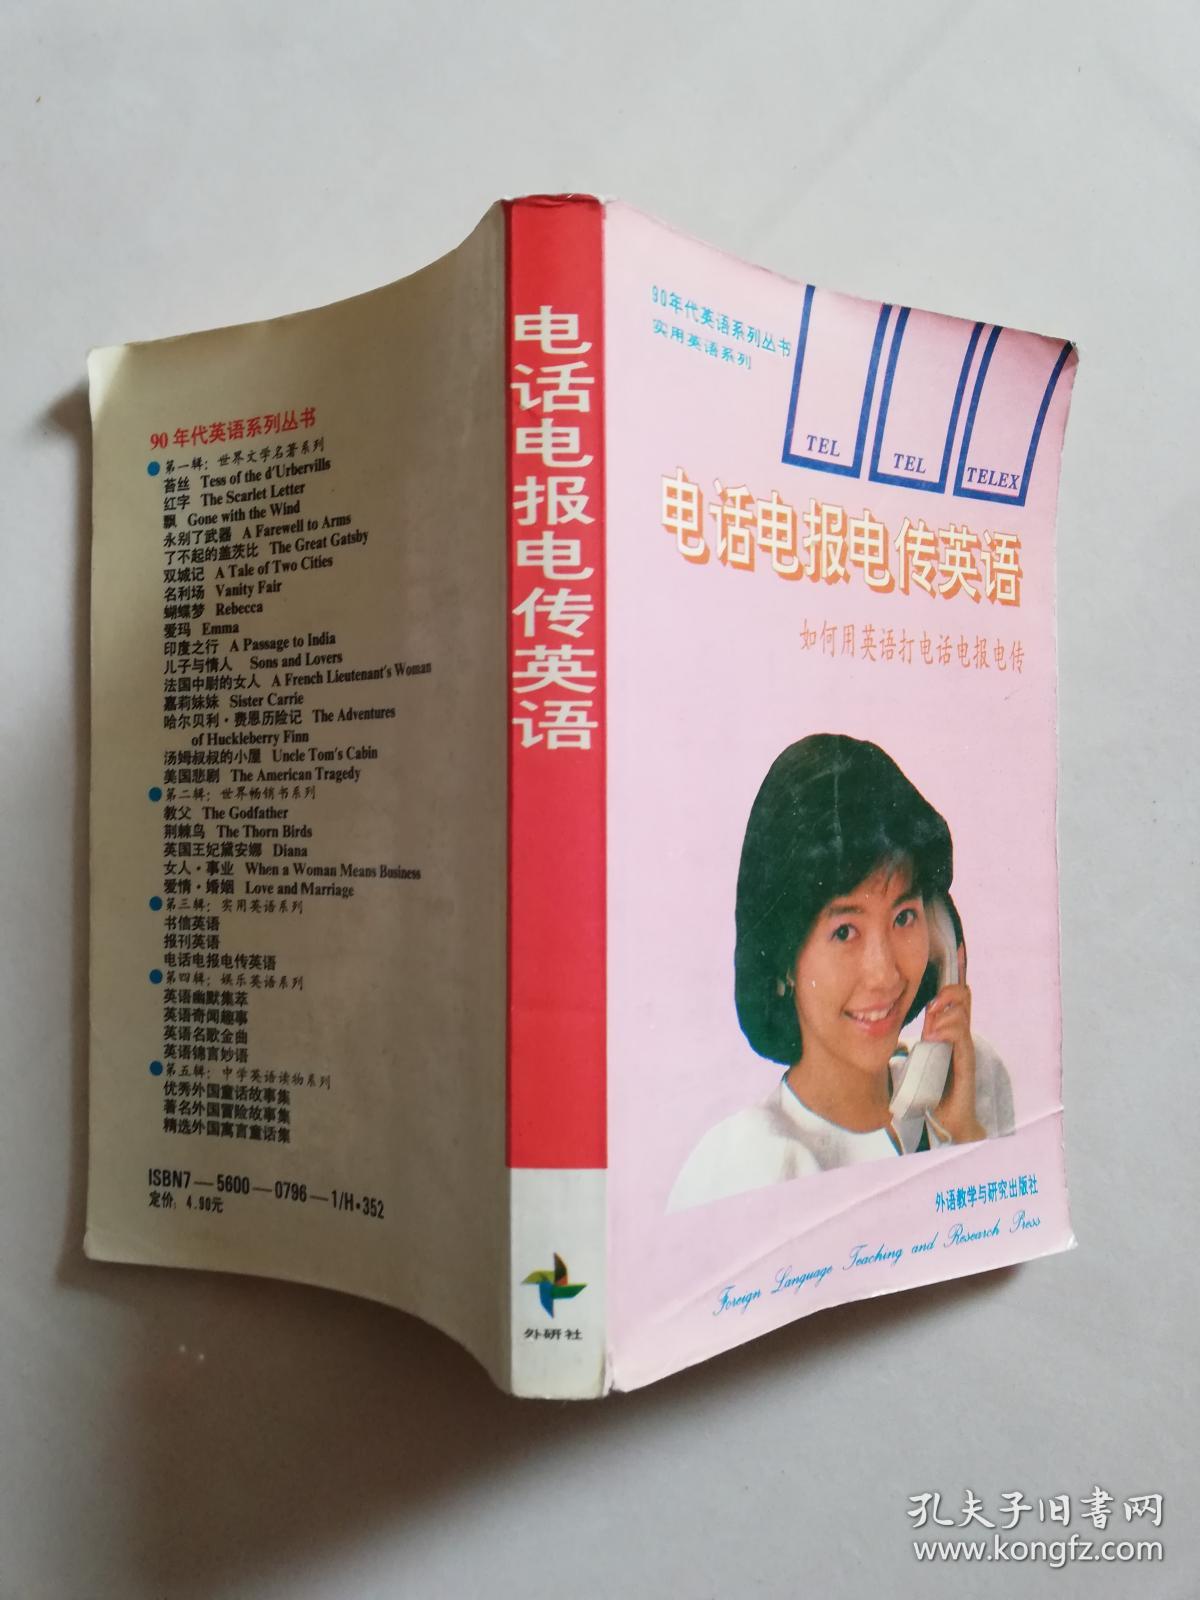 90年代英语系列丛书
● 第一辑：世界文学名著系列
苔丝 Tess of the d'Urbervills
红字 The Scarlet Letter
飘 Gone with the Wind
永别了武器 A Farewell to Arms
了不起的盖茨比 The Great Gatsby
双城记 A Tale of Two Cities
名利场 Vanity Fair
蝴蝶梦 Rebecca
爱玛 Emma
印度之行 A Passage to India
儿子与情人 Sons and Lovers
法国中尉的女人 A French Lieutenant's Woman
嘉莉妹妹 Sister Carrie
哈尔贝利·费恩历险记 The Adventures
of Huckleberry Finn
汤姆叔叔的小屋 Uncle Tom's Cabin
美国悲剧 The American Tragedy
● 第二辑：世界畅销书系列
教父 The Godfather
荆棘鸟 The Thorn Birds
英国王妃黛安娜 Diana
女人·事业 When a Woman Means Business
爱情·婚姻 Love and Marriage
● 第三辑：实用英语系列
书信英语
报刊英语
电话电报电传英语
● 第四辑：娱乐英语系列
英语幽默集萃
英语奇闻趣事
英语名歌金曲
英语锦言妙语
● 第五辑：中学英语读物系列
优秀外国童话故事集
著名外国冒险故事集
精选外国寓言童话集
ISBN7—5600—0796—1/H·352
定价：4.90元
电话电报电传英语
外研社
90年代英语系列丛书
实用英语系列
TEL
TEL
TELEX
电话电报电传英语
如何用英语打电话电报电传
外语教学与研究出版社
Foreign Language Teaching and Research Press
孔夫子旧书网
www.kongfz.com